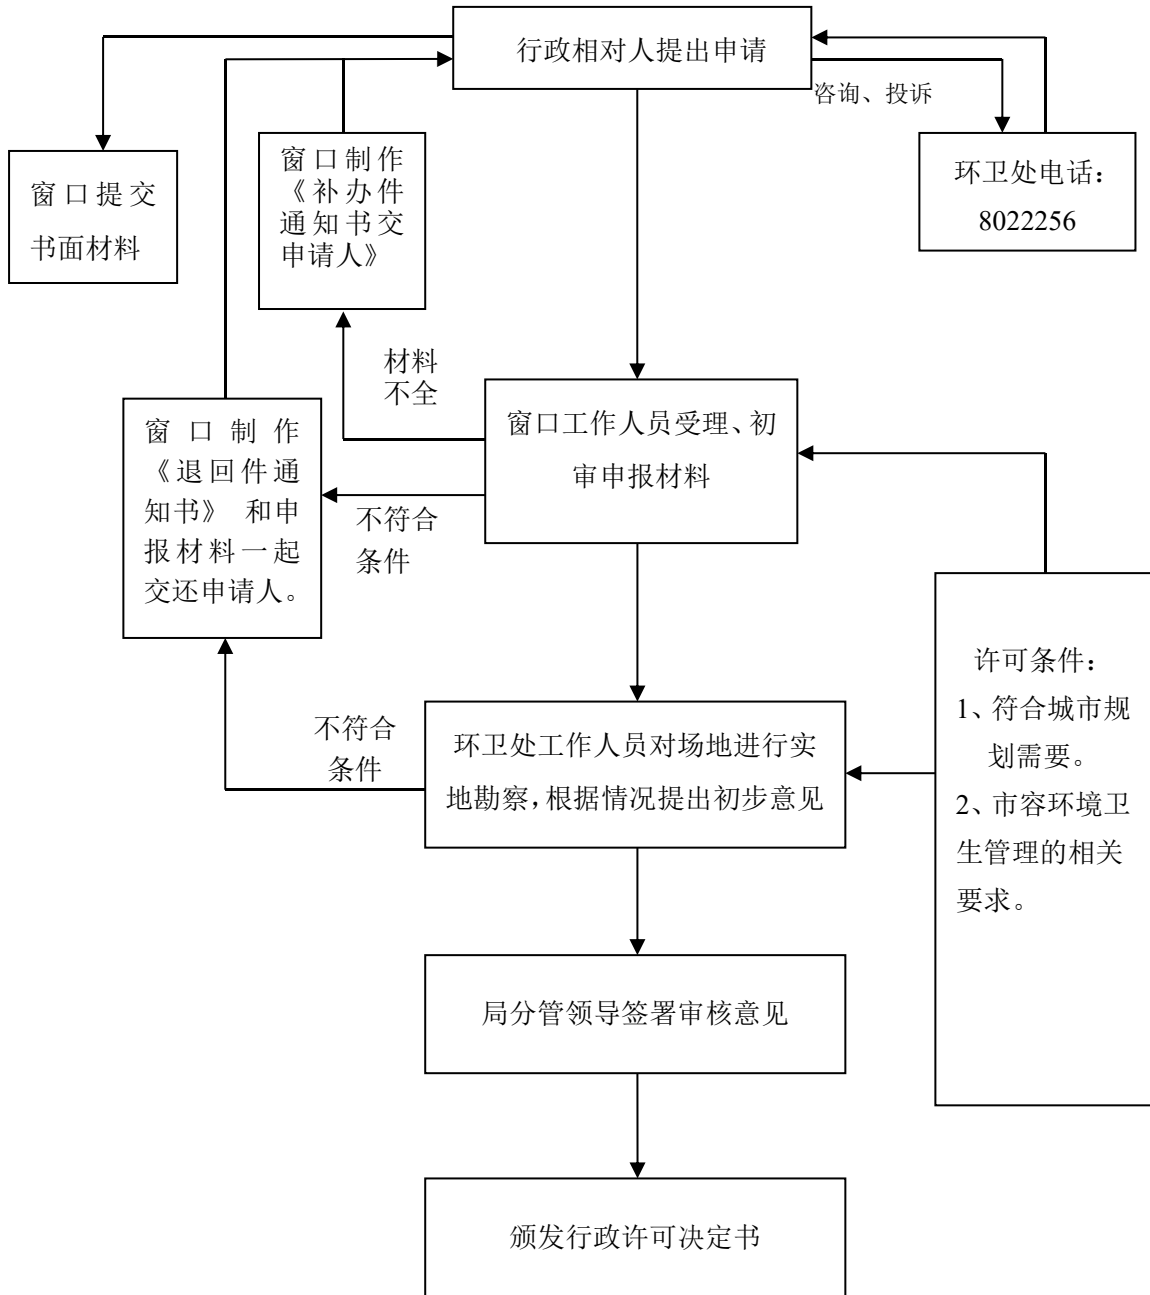 行政相对人提出申请
咨询、投诉
窗口提交
书面材料
窗口制作
《补办件
通知书交
申请人》
环卫处电话：
8022256
材料
不全
窗口工作人员受理、初
审申报材料
窗口制作
《退回件通
知书》 和申
报材料一起
交还申请人。
不符合
条件
许可条件：
1、符合城市规
划需要。
2、市容环境卫
生管理的相关
要求。
不符合
条件
环卫处工作人员对场地进行实
地勘察，根据情况提出初步意见
局分管领导签署审核意见
颁发行政许可决定书